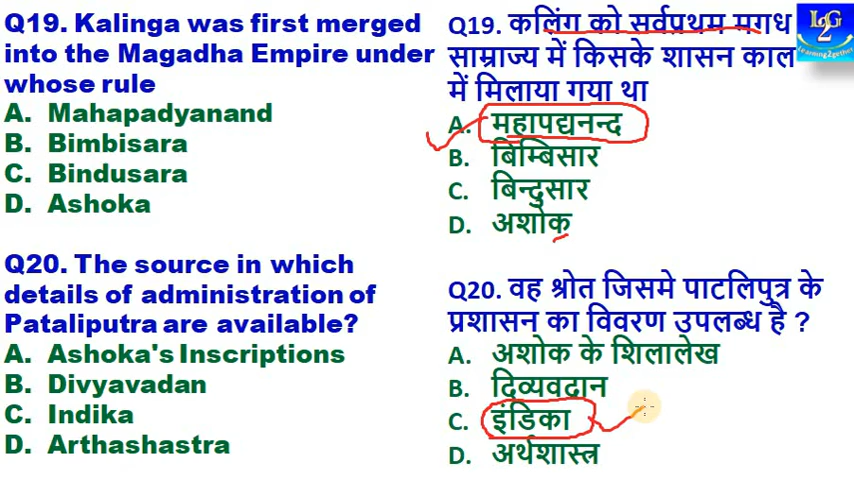 Q19. Kalinga was first merged
into the Magadha Empire under
whose rule
A. Mahapadyanand
B. Bimbisara
C. Bindusara
D. Ashoka
Q20. The source in which
details of administration of
Pataliputra are available?
A. Ashoka's Inscriptions
B. Divyavadan
C. Indika
D. Arthashastra
Q19. कलिंग को सर्वप्रथम मगध
साम्राज्य में किसके शासन काल
में मिलाया गया था
A. महापद्यनन्द
B. बिम्बिसार
C. बिन्दुसार
D. अशोक
Q20. वह श्रोत जिसमे पाटलिपुत्र के
प्रशासन का विवरण उपलब्ध है ?
A. अशोक के शिलालेख
B. दिव्यवदान
C. इंडिका
D. अर्थशास्त्र
L2G
Learning2gether